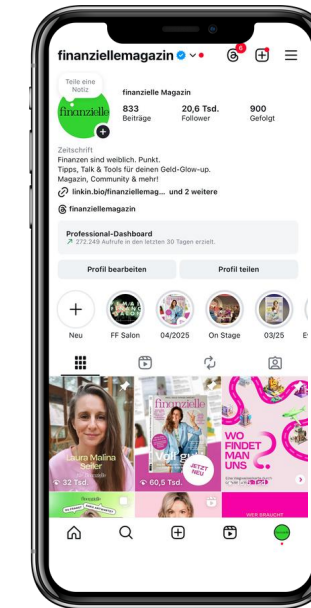 finanziellemagazin
6
Teile eine
Notiz
finanzielle
finanzielle Magazin
833
20,6 Tsd.
900
Beiträge
Follower
Gefolgt
Zeitschrift
Finanzen sind weiblich. Punkt.
Tipps, Talk & Tools für deinen Geld-Glow-up.
Magazin, Community & mehr!
linkin.bio/finanziellemag... und 2 weitere
finanziellemagazin
Professional-Dashboard
272.249 Aufrufe in den letzten 30 Tagen erzielt.
Profil bearbeiten
Profil teilen
Neu
FF Salon
04/2025
On Stage
03/25
Laura Malina
Seiler
32 Tsd.
finanzielle
Voll gu
JETZT
NEU
60,5 Tsd.
WO
FINDET
MAN
UNS
WER BRAUCHT